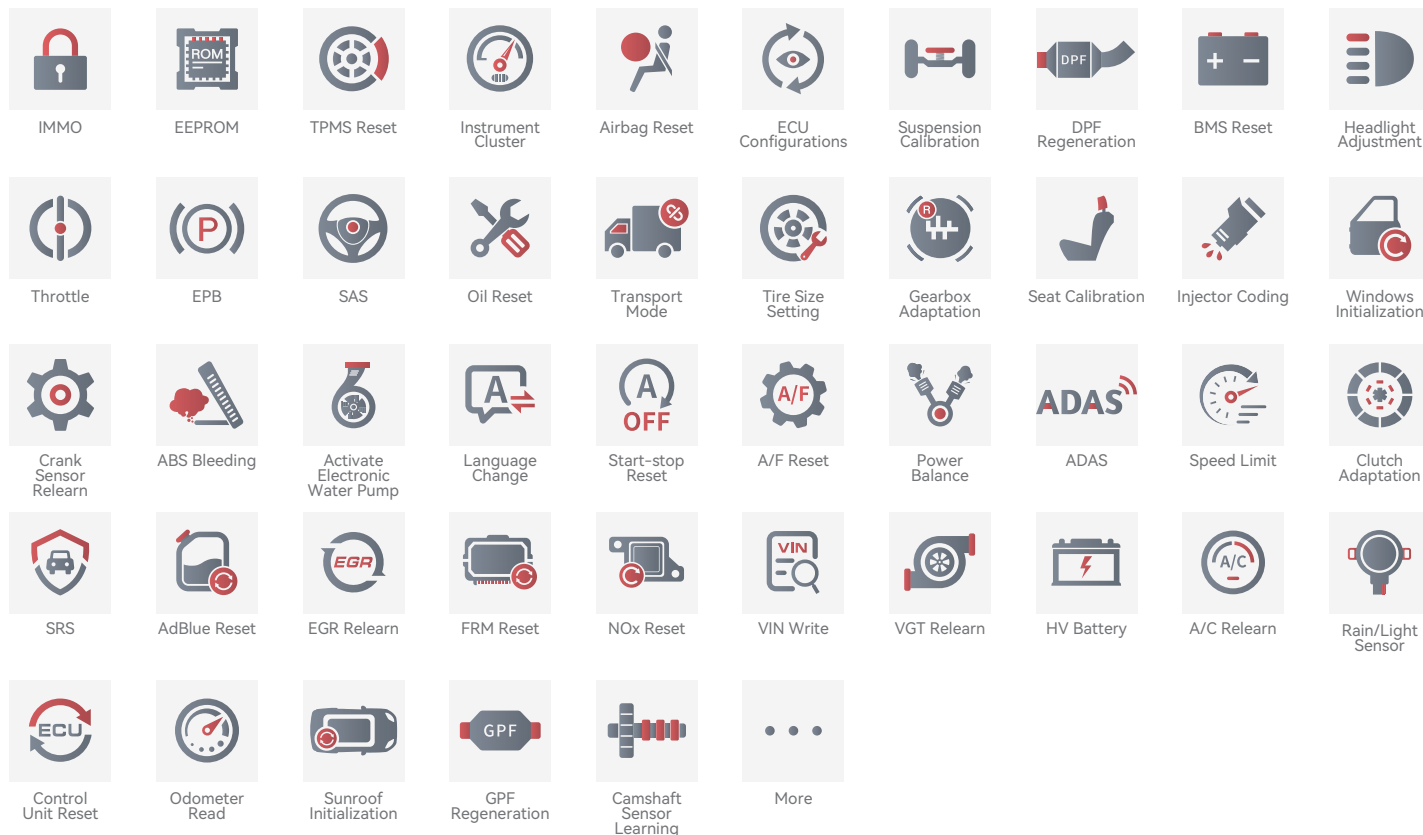 ROM
DPF
+ −
IMMO
EEPROM
TPMS Reset
Instrument
Cluster
Airbag Reset
ECU
Configurations
Suspension
Calibration
DPF
Regeneration
BMS Reset
Headlight
Adjustment
P
R
Throttle
EPB
SAS
Oil Reset
Transport
Mode
Tire Size
Setting
Gearbox
Adaptation
Seat Calibration
Injector Coding
Windows
Initialization
A
A
OFF
A/F
ADAS
Crank
Sensor
Relearn
ABS Bleeding
Activate
Electronic
Water Pump
Language
Change
Start-stop
Reset
A/F Reset
Power
Balance
ADAS
Speed Limit
Clutch
Adaptation
EGR
VIN
A/C
SRS
AdBlue Reset
EGR Relearn
FRM Reset
NOx Reset
VIN Write
VGT Relearn
HV Battery
A/C Relearn
Rain/Light
Sensor
ECU
GPF
Control
Unit Reset
Odometer
Read
Sunroof
Initialization
GPF
Regeneration
Camshaft
Sensor
Learning
More